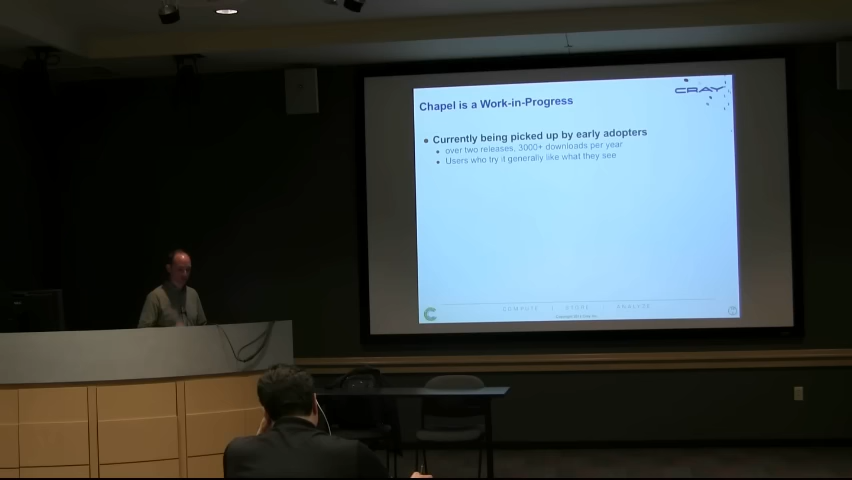 CRAY
Chapel is a Work-in-Progress
Currently being picked up by early adopters
over two releases, 3000+ downloads per year
Users who try it generally like what they see
COMPUTE | STORE | ANALYZE